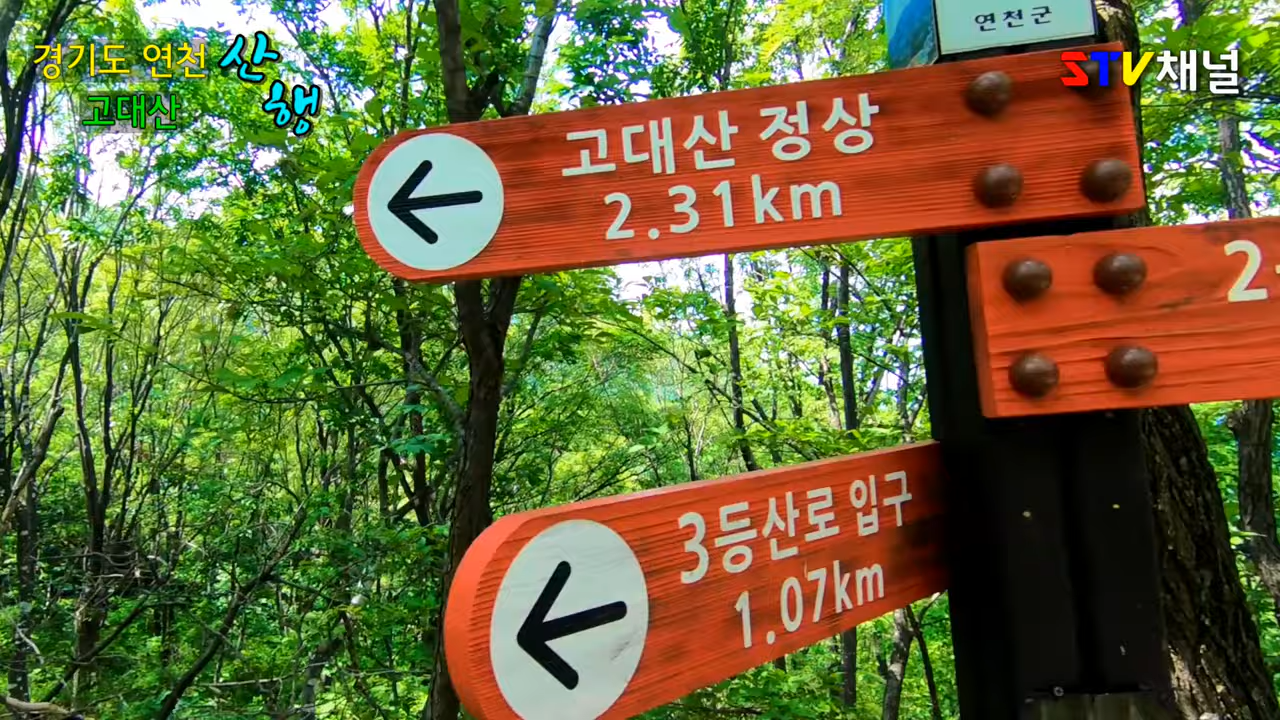 경기도 연천 산행
고대산
STV채널
연천군
고대산 정상
2.31km
2
3등산로 입구
1.07km